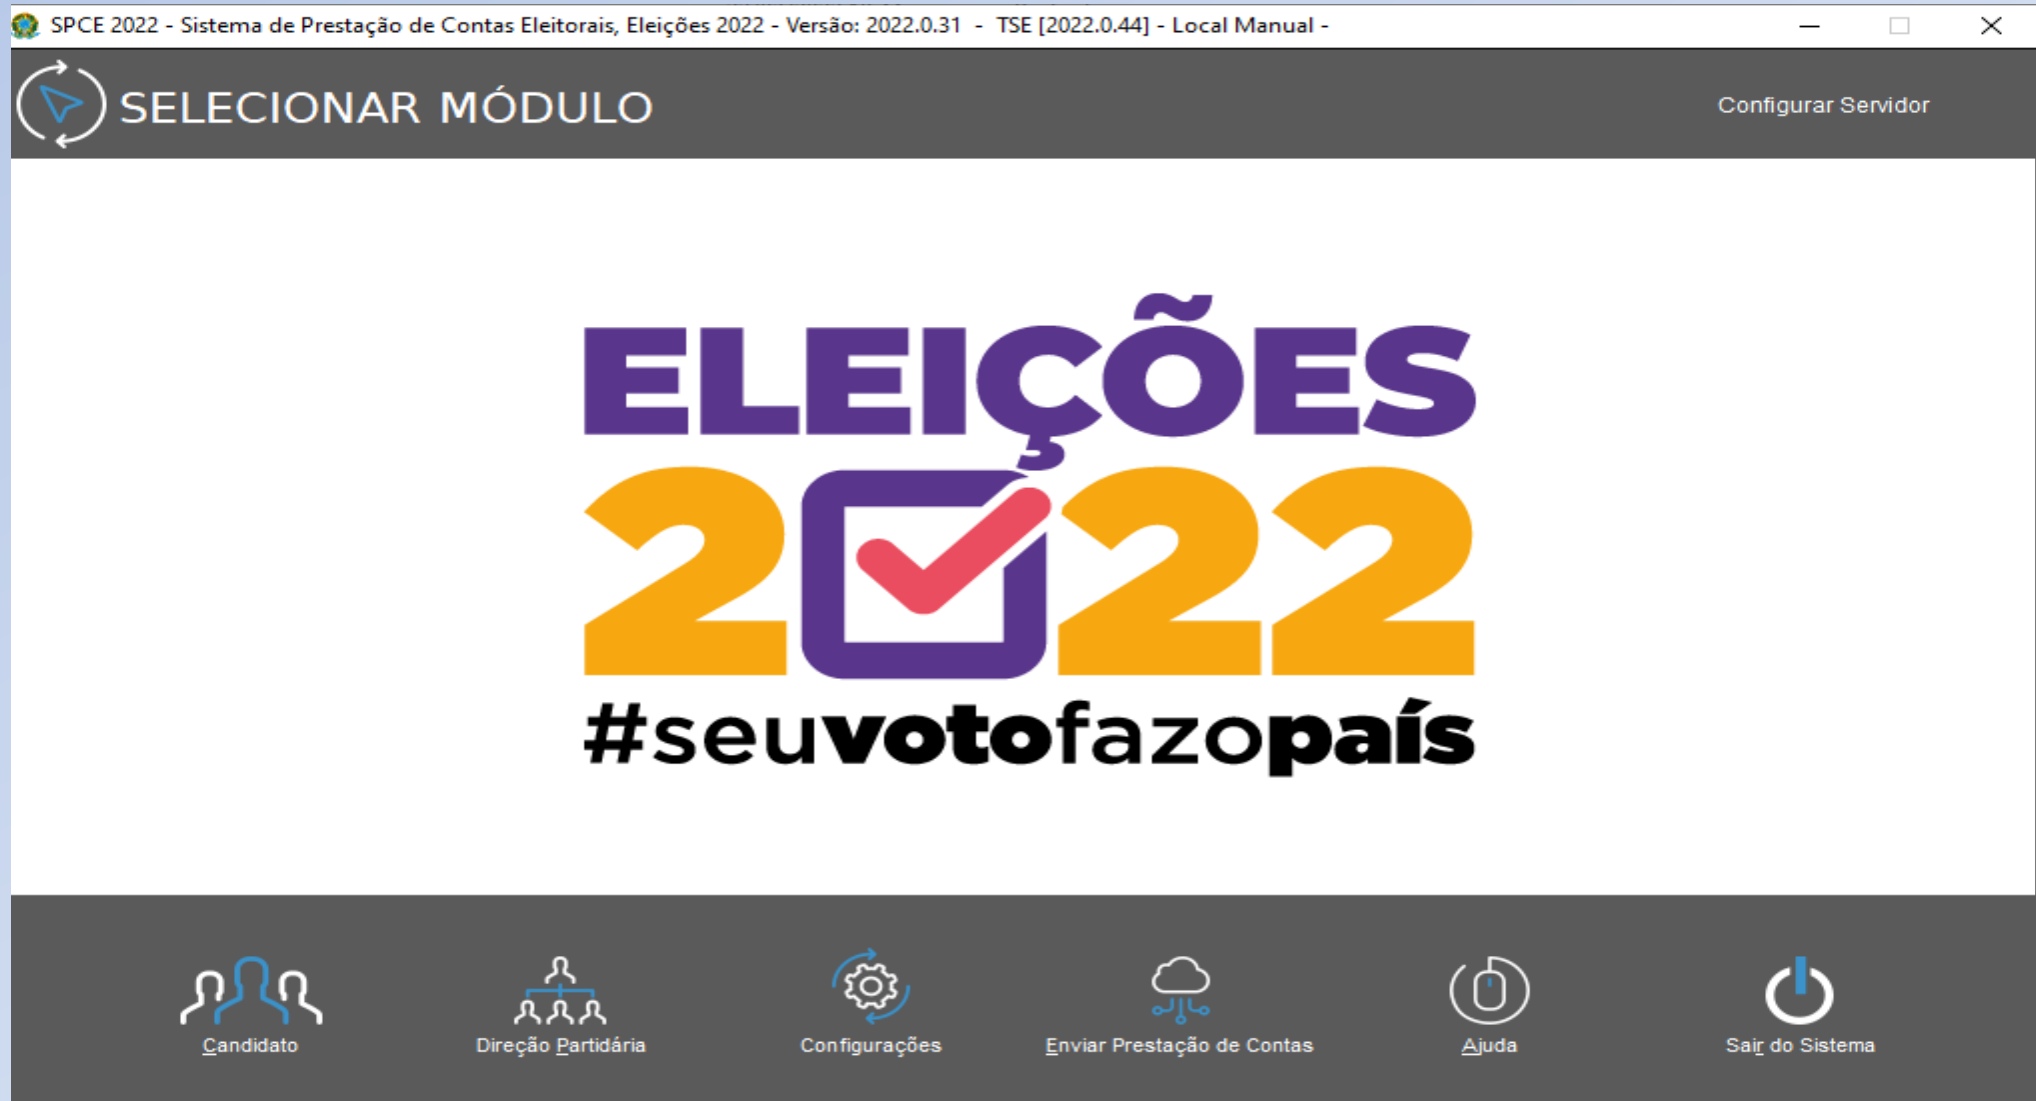 SPCE 2022 - Sistema de Prestação de Contas Eleitorais, Eleições 2022 - Versão: 2022.0.31 - TSE [2022.0.44] - Local Manual -
SELECIONAR MÓDULO
Configurar Servidor
ELEIÇÕES
2022
#seuvotofazopaís
Candidato
Direção Partidária
Configurações
Enviar Prestação de Contas
Ajuda
Sair do Sistema